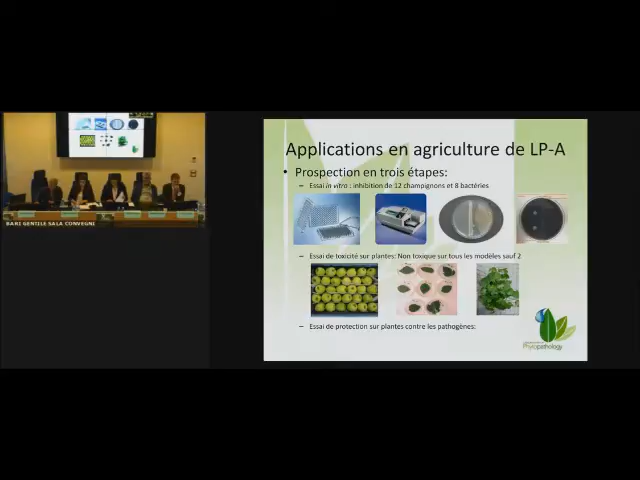 Applications en agriculture de LP-A
• Prospection en trois étapes:
– Essai in vitro : inhibition de 12 champignons et 8 bactéries
– Essai de toxicité sur plantes: Non toxique sur tous les modèles sauf 2
– Essai de protection sur plantes contre les pathogènes:
Phytopathology
BARI GENTILE SALA CONVEGNI